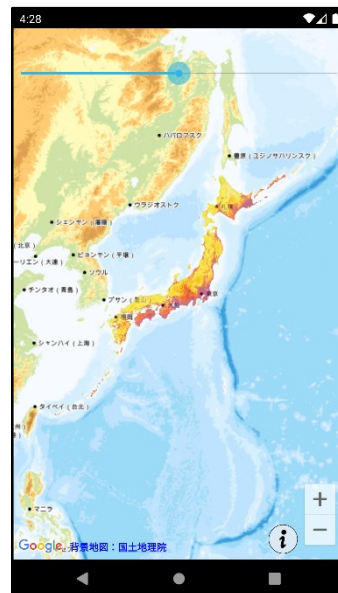 4:28
ハバロフスク
豊原（ユジノサハリンスク）
ウラジオストク
札幌
シェンヤン（瀋陽）
（北京）
ピョンヤン（平壌）
ーリエン（大連）
ソウル
チンタオ（青島）
プサン（釜山）
東京
大阪
福岡
シャンハイ（上海）
タイペイ（台北）
マニラ
+
−
i
Google
背景地図：国土地理院